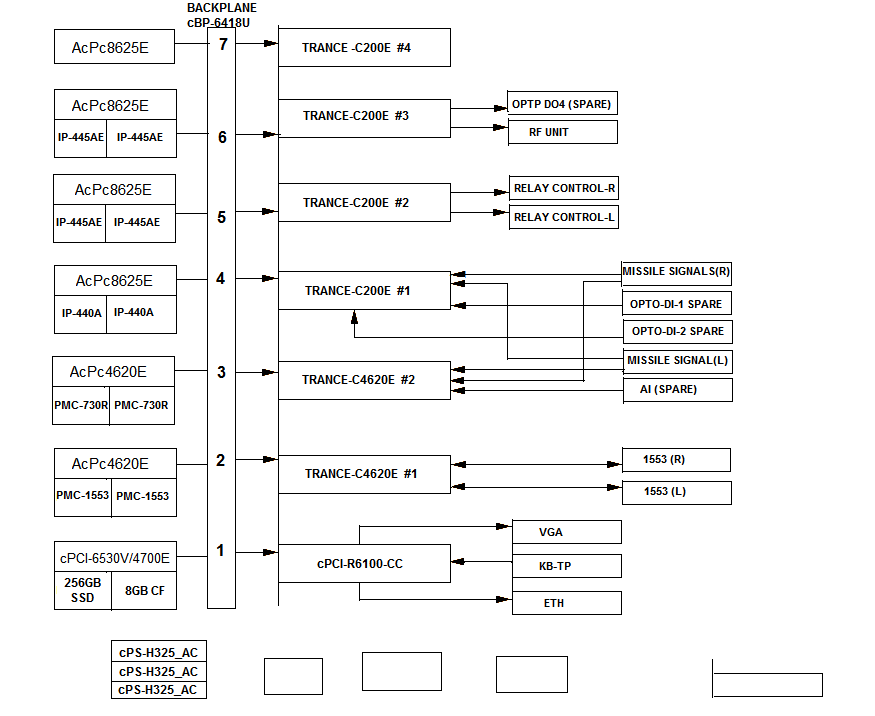 BACKPLANE
cBP-6418U
AcPc8625E
7
TRANCE -C200E #4
AcPc8625E
IP-445AE
IP-445AE
6
TRANCE-C200E #3
OPTP DO4 (SPARE)
RF UNIT
AcPc8625E
IP-445AE
IP-445AE
5
TRANCE-C200E #2
RELAY CONTROL-R
RELAY CONTROL-L
AcPc8625E
IP-440A
IP-440A
4
TRANCE-C200E #1
MISSILE SIGNALS(R)
OPTO-DI-1 SPARE
OPTO-DI-2 SPARE
MISSILE SIGNAL(L)
AI (SPARE)
AcPc4620E
PMC-730R
PMC-730R
3
TRANCE-C4620E #2
AcPc4620E
PMC-1553
PMC-1553
2
TRANCE-C4620E #1
1553 (R)
1553 (L)
cPCI-6530V/4700E
256GB
SSD
8GB CF
1
cPCI-R6100-CC
VGA
KB-TP
ETH
cPS-H325_AC
cPS-H325_AC
cPS-H325_AC